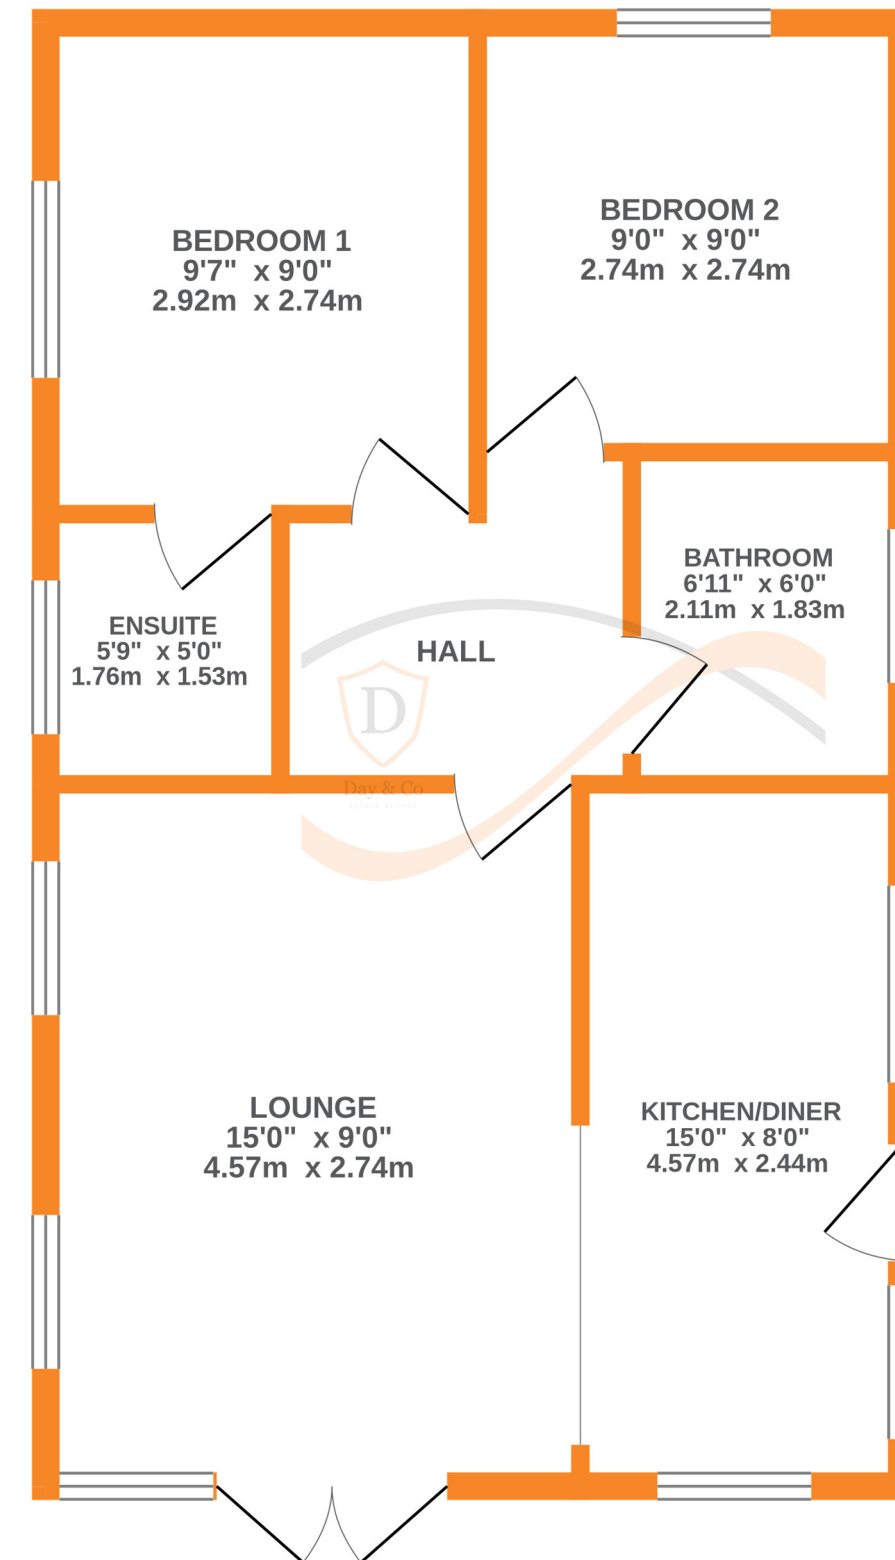 BEDROOM 1
9'7" x 9'0"
2.92m x 2.74m
BEDROOM 2
9'0" x 9'0"
2.74m x 2.74m
BATHROOM
6'11" x 6'0"
2.11m x 1.83m
ENSUITE
5'9" x 5'0"
1.76m x 1.53m
HALL
D
Day & Co
ESTATE AGENTS
LOUNGE
15'0" x 9'0"
4.57m x 2.74m
KITCHEN/DINER
15'0" x 8'0"
4.57m x 2.44m